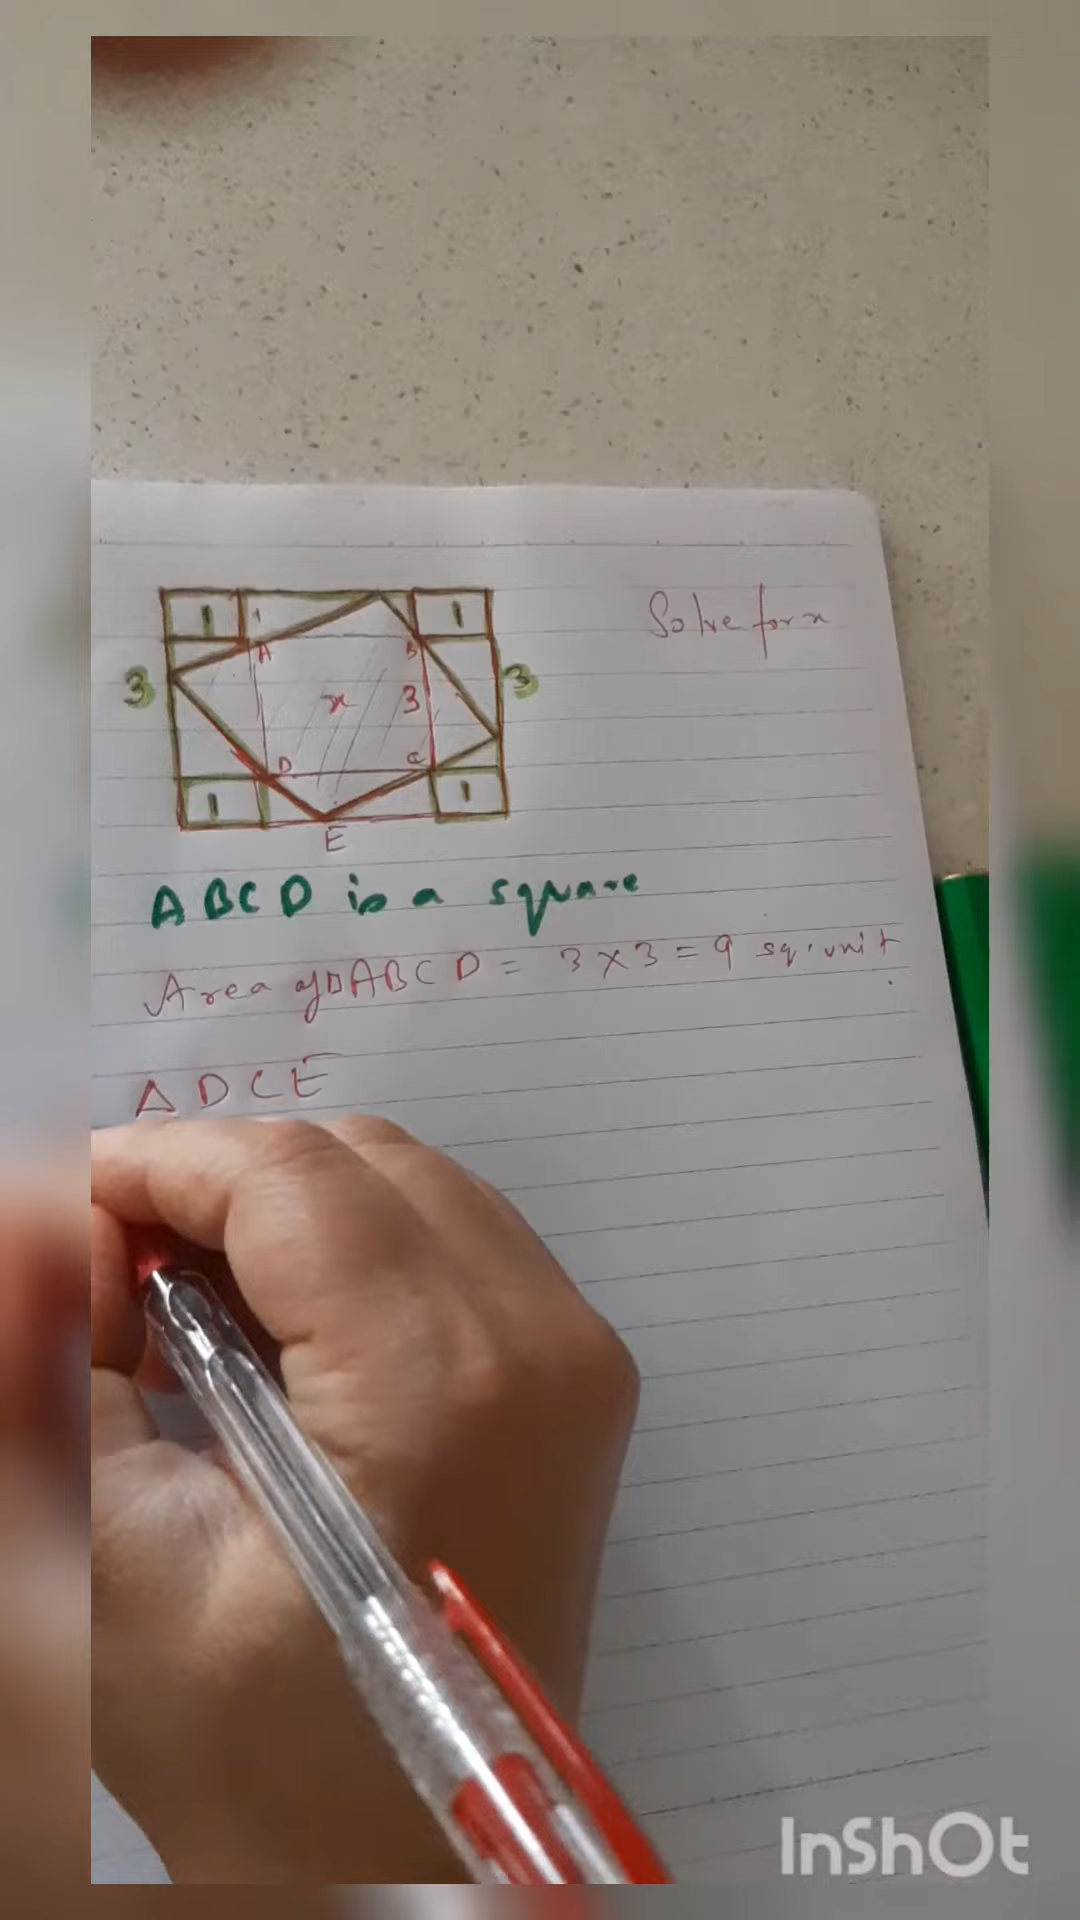 1 1 1
Solve for x
A B
3 x 3 3
D C
1 1
E
ABCD is a square
Area of □ABCD = 3 × 3 = 9 sq. unit
△ DCE
InShOt